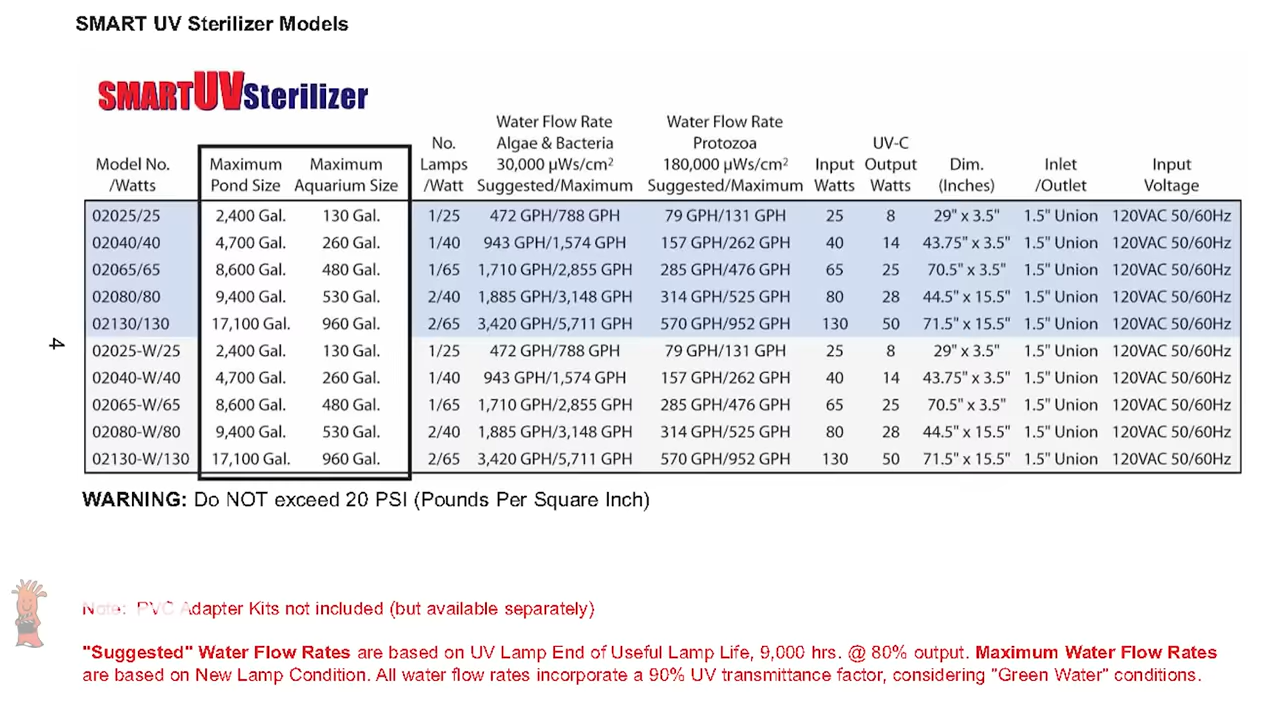 SMART UV Sterilizer Models
SMARTUVSterilizer
Model No. /Watts Maximum Pond Size Maximum Aquarium Size No. Lamps /Watt Water Flow Rate Algae & Bacteria 30,000 µWs/cm² Suggested/Maximum Water Flow Rate Protozoa 180,000 µWs/cm² Suggested/Maximum Input Watts UV-C Output Watts Dim. (Inches) Inlet /Outlet Input Voltage
02025/25 2,400 Gal. 130 Gal. 1/25 472 GPH/788 GPH 79 GPH/131 GPH 25 8 29" x 3.5" 1.5" Union 120VAC 50/60Hz
02040/40 4,700 Gal. 260 Gal. 1/40 943 GPH/1,574 GPH 157 GPH/262 GPH 40 14 43.75" x 3.5" 1.5" Union 120VAC 50/60Hz
02065/65 8,600 Gal. 480 Gal. 1/65 1,710 GPH/2,855 GPH 285 GPH/476 GPH 65 25 70.5" x 3.5" 1.5" Union 120VAC 50/60Hz
02080/80 9,400 Gal. 530 Gal. 2/40 1,885 GPH/3,148 GPH 314 GPH/525 GPH 80 28 44.5" x 15.5" 1.5" Union 120VAC 50/60Hz
02130/130 17,100 Gal. 960 Gal. 2/65 3,420 GPH/5,711 GPH 570 GPH/952 GPH 130 50 71.5" x 15.5" 1.5" Union 120VAC 50/60Hz
4
02025-W/25 2,400 Gal. 130 Gal. 1/25 472 GPH/788 GPH 79 GPH/131 GPH 25 8 29" x 3.5" 1.5" Union 120VAC 50/60Hz
02040-W/40 4,700 Gal. 260 Gal. 1/40 943 GPH/1,574 GPH 157 GPH/262 GPH 40 14 43.75" x 3.5" 1.5" Union 120VAC 50/60Hz
02065-W/65 8,600 Gal. 480 Gal. 1/65 1,710 GPH/2,855 GPH 285 GPH/476 GPH 65 25 70.5" x 3.5" 1.5" Union 120VAC 50/60Hz
02080-W/80 9,400 Gal. 530 Gal. 2/40 1,885 GPH/3,148 GPH 314 GPH/525 GPH 80 28 44.5" x 15.5" 1.5" Union 120VAC 50/60Hz
02130-W/130 17,100 Gal. 960 Gal. 2/65 3,420 GPH/5,711 GPH 570 GPH/952 GPH 130 50 71.5" x 15.5" 1.5" Union 120VAC 50/60Hz
WARNING: Do NOT exceed 20 PSI (Pounds Per Square Inch)
Note: PVC Adapter Kits not included (but available separately)
"Suggested" Water Flow Rates are based on UV Lamp End of Useful Lamp Life, 9,000 hrs. @ 80% output. Maximum Water Flow Rates
are based on New Lamp Condition. All water flow rates incorporate a 90% UV transmittance factor, considering "Green Water" conditions.